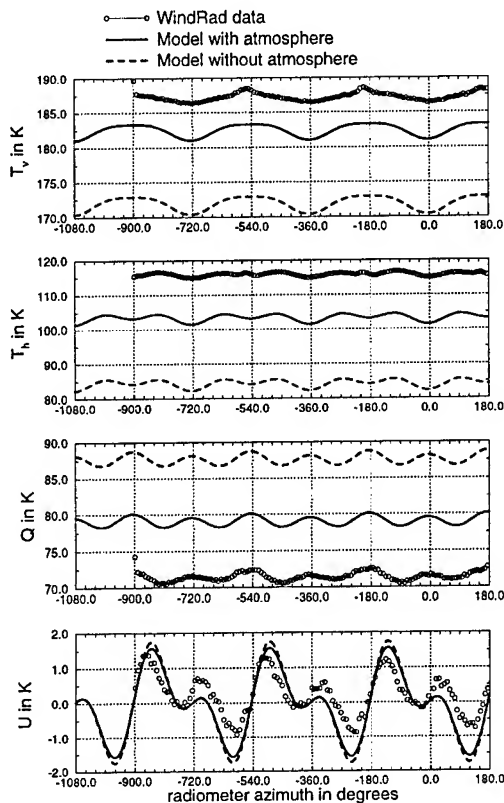 WindRad data
Model with atmosphere
Model without atmosphere
190.0
185.0
180.0
175.0
170.0
Tv in K
-1080.0 -900.0 -720.0 -540.0 -360.0 -180.0 0.0 180.0
120.0
110.0
100.0
90.0
80.0
Th in K
-1080.0 -900.0 -720.0 -540.0 -360.0 -180.0 0.0 180.0
90.0
85.0
80.0
75.0
70.0
Q in K
-1080.0 -900.0 -720.0 -540.0 -360.0 -180.0 0.0 180.0
2.0
1.0
0.0
-1.0
-2.0
U in K
-1080.0 -900.0 -720.0 -540.0 -360.0 -180.0 0.0 180.0
radiometer azimuth in degrees